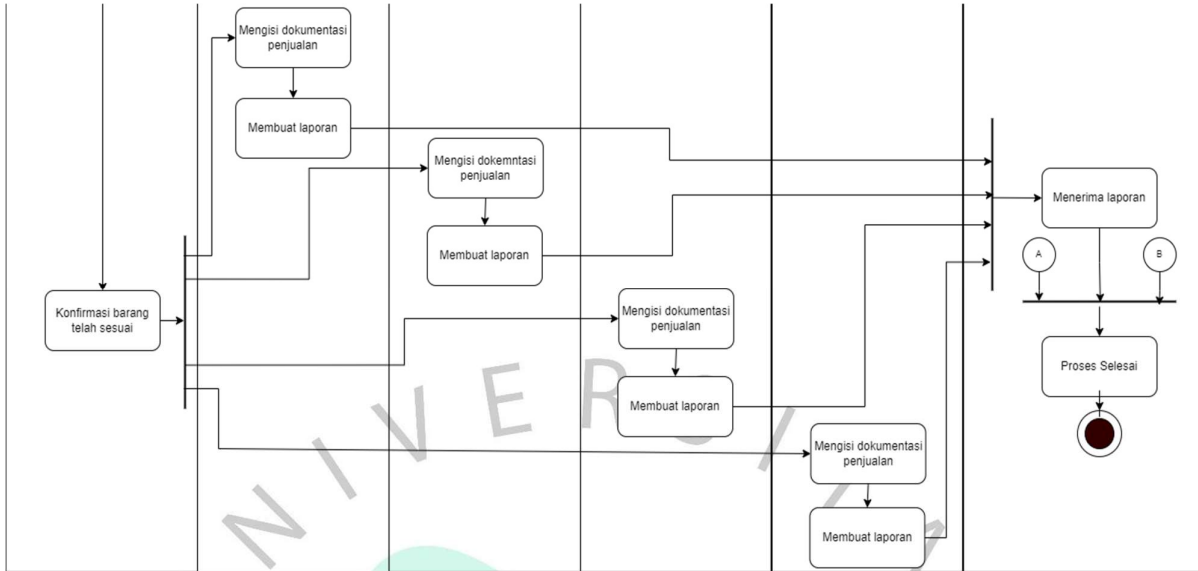 Mengisi dokumentasi
penjualan
Membuat laporan
Mengisi dokemntasi
penjualan
Membuat laporan
Menerima laporan
A
B
Konfirmasi barang
telah sesuai
Mengisi dokumentasi
penjualan
Membuat laporan
Proses Selesai
Mengisi dokumentasi
penjualan
Membuat laporan
NIVERSITA